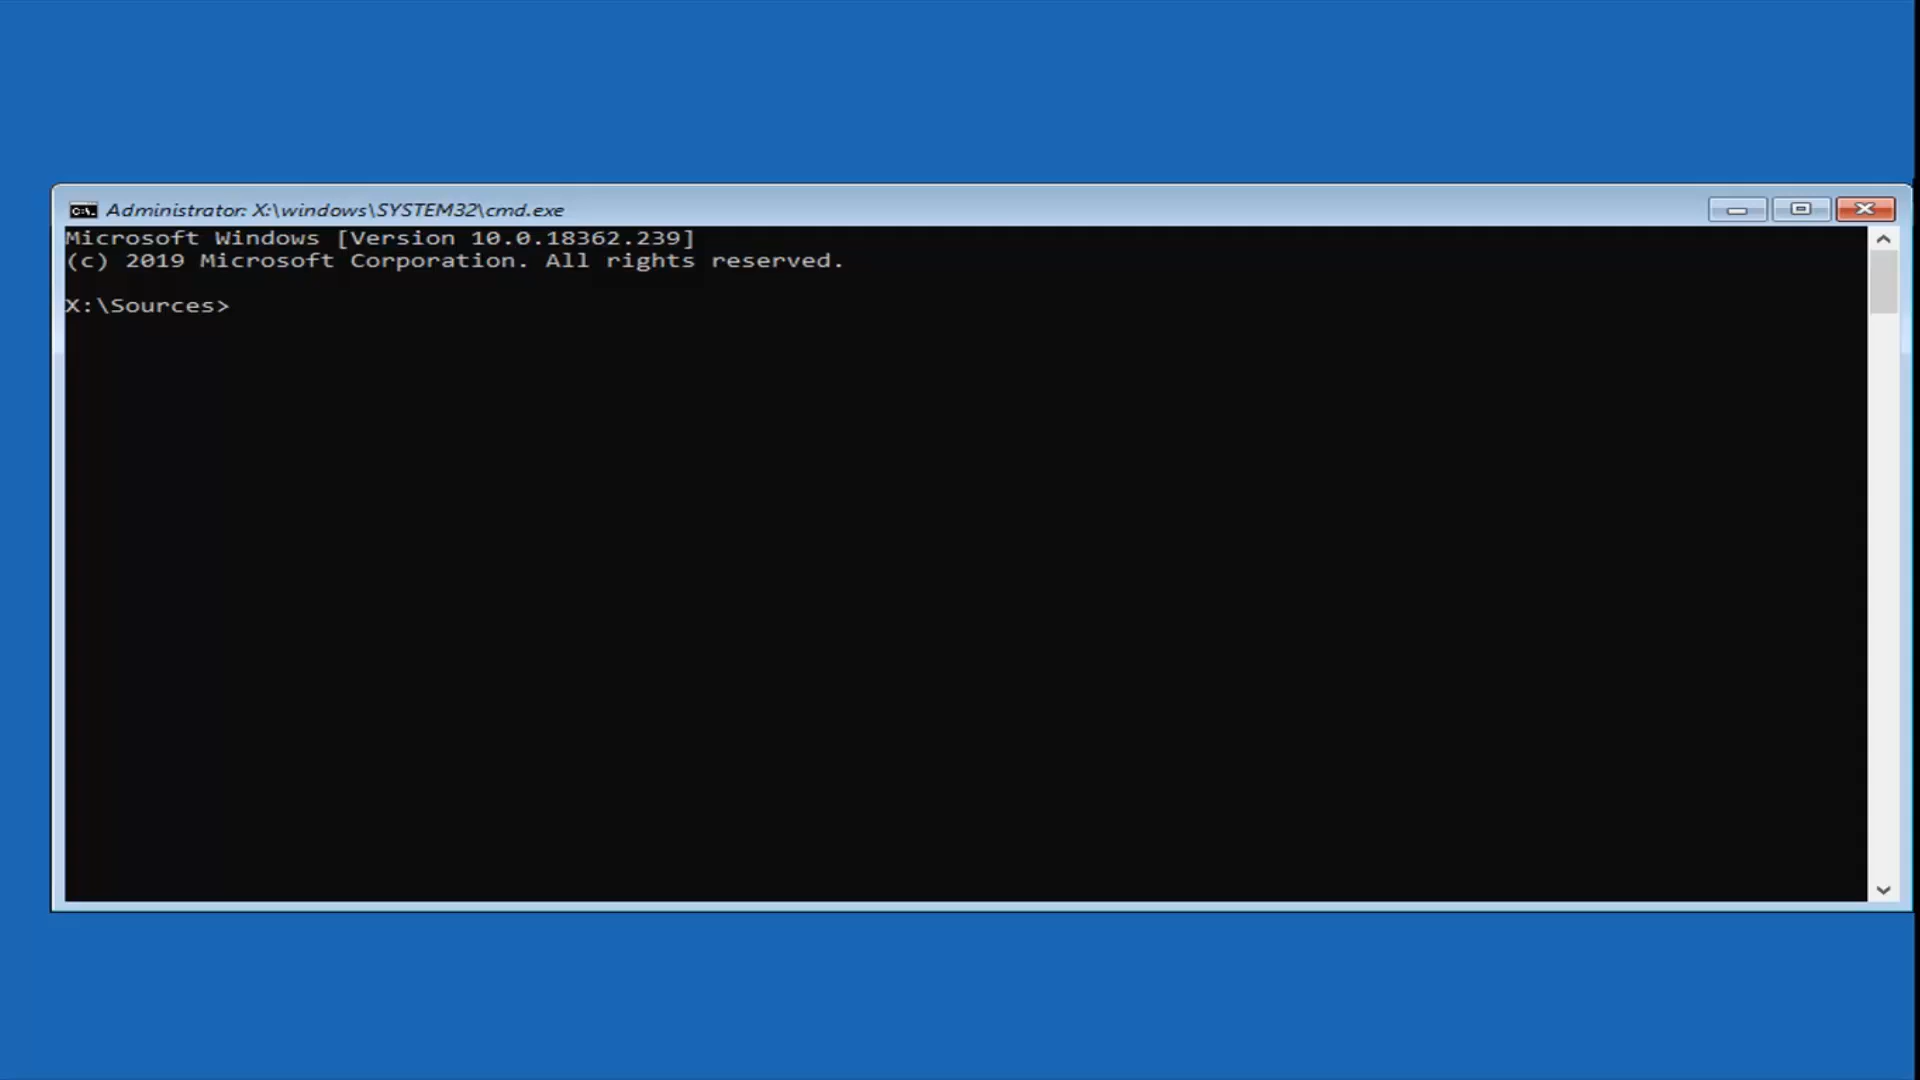 Administrator: X:\windows\SYSTEM32\cmd.exe
Microsoft Windows [Version 10.0.18362.239]
(c) 2019 Microsoft Corporation. All rights reserved.
X:\Sources>